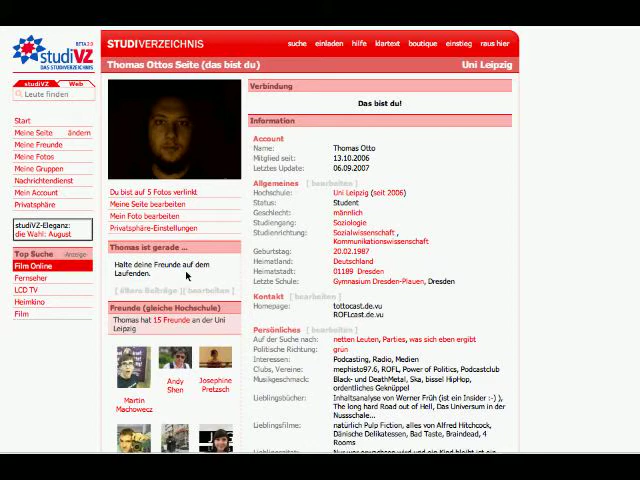 BETA2.0
studiVZ
DAS STUDIVERZEICHNIS
STUDIVERZEICHNIS
suche einladen hilfe klartext boutique einstieg raus hier
Thomas Ottos Seite (das bist du)
Uni Leipzig
studiVZ Web
Leute finden
Start
Meine Seite ändern
Meine Freunde
Meine Fotos
Meine Gruppen
Nachrichtendienst
Mein Account
Privatsphäre
studiVZ-Eleganz:
die Wahl: August
Top Suche -Anzeige-
Film Online
Fernseher
LCD TV
Heimkino
Film
Du bist auf 5 Fotos verlinkt
Meine Seite bearbeiten
Mein Foto bearbeiten
Privatsphäre-Einstellungen
Thomas ist gerade ...
Halte deine Freunde auf dem
Laufenden.
[ ältere Beiträge ][ bearbeiten ]
Freunde (gleiche Hochschule)
Thomas hat 15 Freunde an der Uni
Leipzig
Martin
Machowecz
Andy
Shen
Josephine
Pretzsch
Verbindung
Das bist du!
Information
Account
Name: Thomas Otto
Mitglied seit: 13.10.2006
Letztes Update: 06.09.2007
Allgemeines [ bearbeiten ]
Hochschule: Uni Leipzig (seit 2006)
Status: Student
Geschlecht: männlich
Studiengang: Soziologie
Studienrichtung: Sozialwissenschaft ,
Kommunikationswissenschaft
Geburtstag: 20.02.1987
Heimatland: Deutschland
Heimatstadt: 01189 Dresden
Letzte Schule: Gymnasium Dresden-Plauen, Dresden
Kontakt [ bearbeiten ]
Homepage: tottocast.de.vu
ROFLcast.de.vu
Persönliches [ bearbeiten ]
Auf der Suche nach: netten Leuten, Parties, was sich eben ergibt
Politische Richtung: grün
Interessen: Podcasting, Radio, Medien
Clubs, Vereine: mephisto97.6, ROFL, Politics, Podcastclub
Musikgeschmack: Black- und DeathMetal, Ska, bissel HipHop,
ordentliches Geknüppel
Lieblingsbücher: Inhaltsanalyse von Werner Früh (ist ein Insider :-) ),
The long hard Road out of Hell, Das Universum in der
Nussschale...
Lieblingsfilme: natürlich Pulp Fiction, alles von Alfred Hitchcock,
Dänische Delikatessen, Bad Taste, Braindead, 4
Rooms